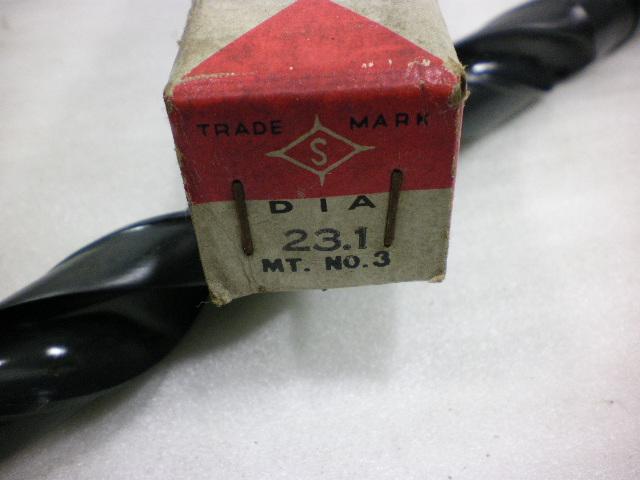 TRADE MARK
S
DIA
23.1
MT. NO.3